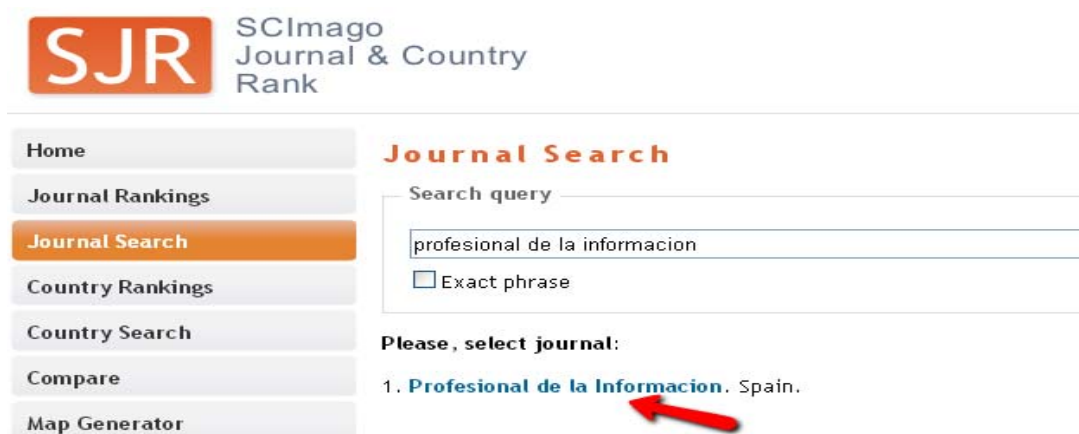 SJR
SCImago
Journal & Country
Rank
Home
Journal Rankings
Journal Search
Country Rankings
Country Search
Compare
Map Generator
Journal Search
Search query
profesional de la informacion
Exact phrase
Please, select journal:
1. Profesional de la Informacion. Spain.